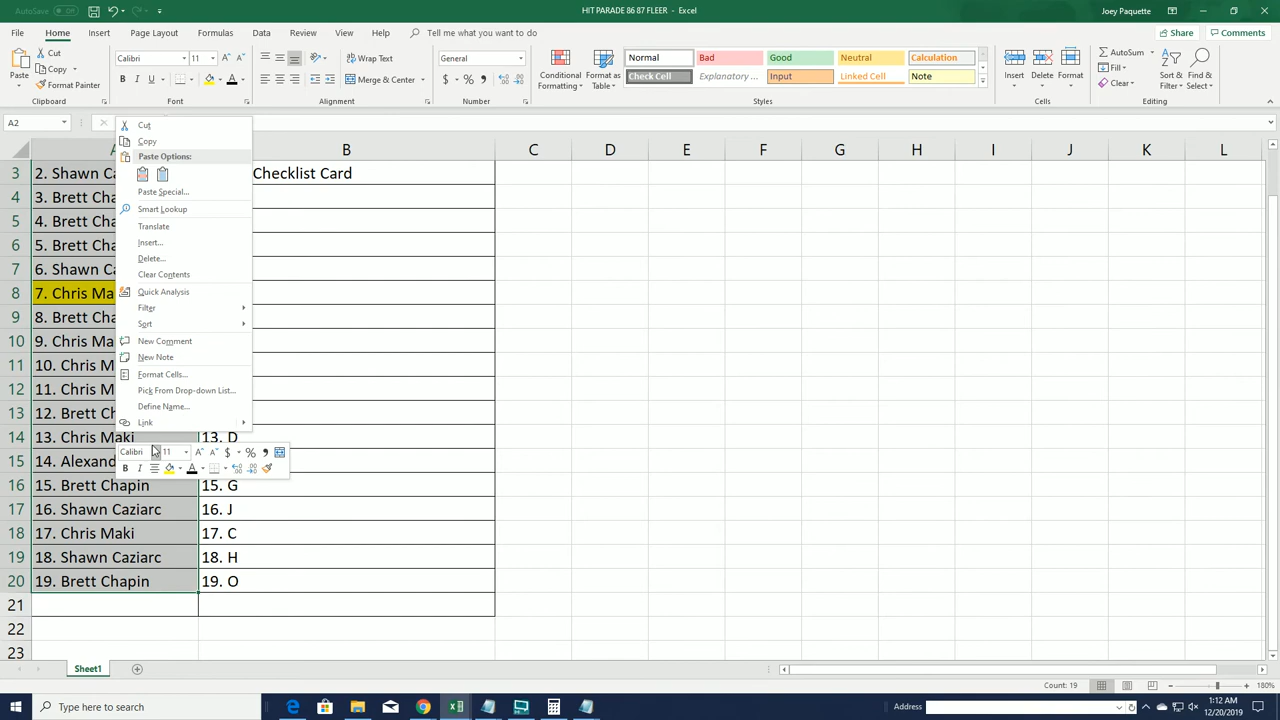 AutoSave Off
HIT PARADE 86 87 FLEER - Excel
Joey Paquette
File Home Insert Page Layout Formulas Data Review View Help Tell me what you want to do
Share Comments
Paste
Cut
Copy
Format Painter
Clipboard
Calibri 11
B I U
Font
Wrap Text
Merge & Center
Alignment
General
$ % ,
Number
Conditional Formatting
Format as Table
Normal Bad Good Neutral Calculation
Check Cell Explanatory ... Input Linked Cell Note
Styles
Insert Delete Format
Cells
AutoSum
Fill
Clear
Sort & Filter
Find & Select
Editing
A2
B C D E F G H I J K L
3 2. Shawn Ca Checklist Card
4 3. Brett Cha
5 4. Brett Cha
6 5. Brett Cha
7 6. Shawn Ca
8 7. Chris Ma
9 8. Brett Cha
10 9. Chris Ma
11 10. Chris M
12 11. Chris M
13 12. Brett Ch
14 13. Chris Maki 13. D
15 14. Alexand
16 15. Brett Chapin 15. G
17 16. Shawn Caziarc 16. J
18 17. Chris Maki 17. C
19 18. Shawn Caziarc 18. H
20 19. Brett Chapin 19. O
21
22
23
Cut
Copy
Paste Options:
Paste Special...
Smart Lookup
Translate
Insert...
Delete...
Clear Contents
Quick Analysis
Filter
Sort
New Comment
New Note
Format Cells...
Pick From Drop-down List...
Define Name...
Link
Calibri 11 A A $ % ,
B I A
Sheet1
Count: 19
180%
Type here to search
Address
1:12 AM
12/20/2019